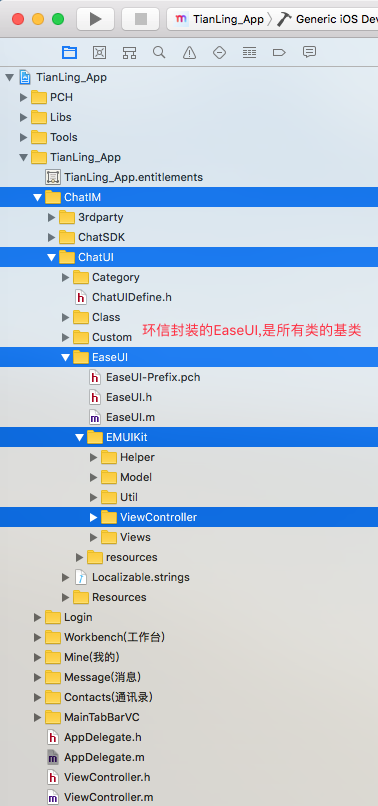 TianLing_App
Generic iOS Dev
TianLing_App
PCH
Libs
Tools
TianLing_App
TianLing_App.entitlements
ChatIM
3rdparty
ChatSDK
ChatUI
Category
h ChatUIDefine.h
Class
Custom
环信封装的EaseUI,是所有类的基类
EaseUI
h EaseUI-Prefix.pch
h EaseUI.h
m EaseUI.m
EMUIKit
Helper
Model
Util
ViewController
Views
resources
Localizable.strings
Resources
Login
Workbench(工作台)
Mine(我的)
Message(消息)
Contacts(通讯录)
MainTabBarVC
h AppDelegate.h
m AppDelegate.m
h ViewController.h
m ViewController.m